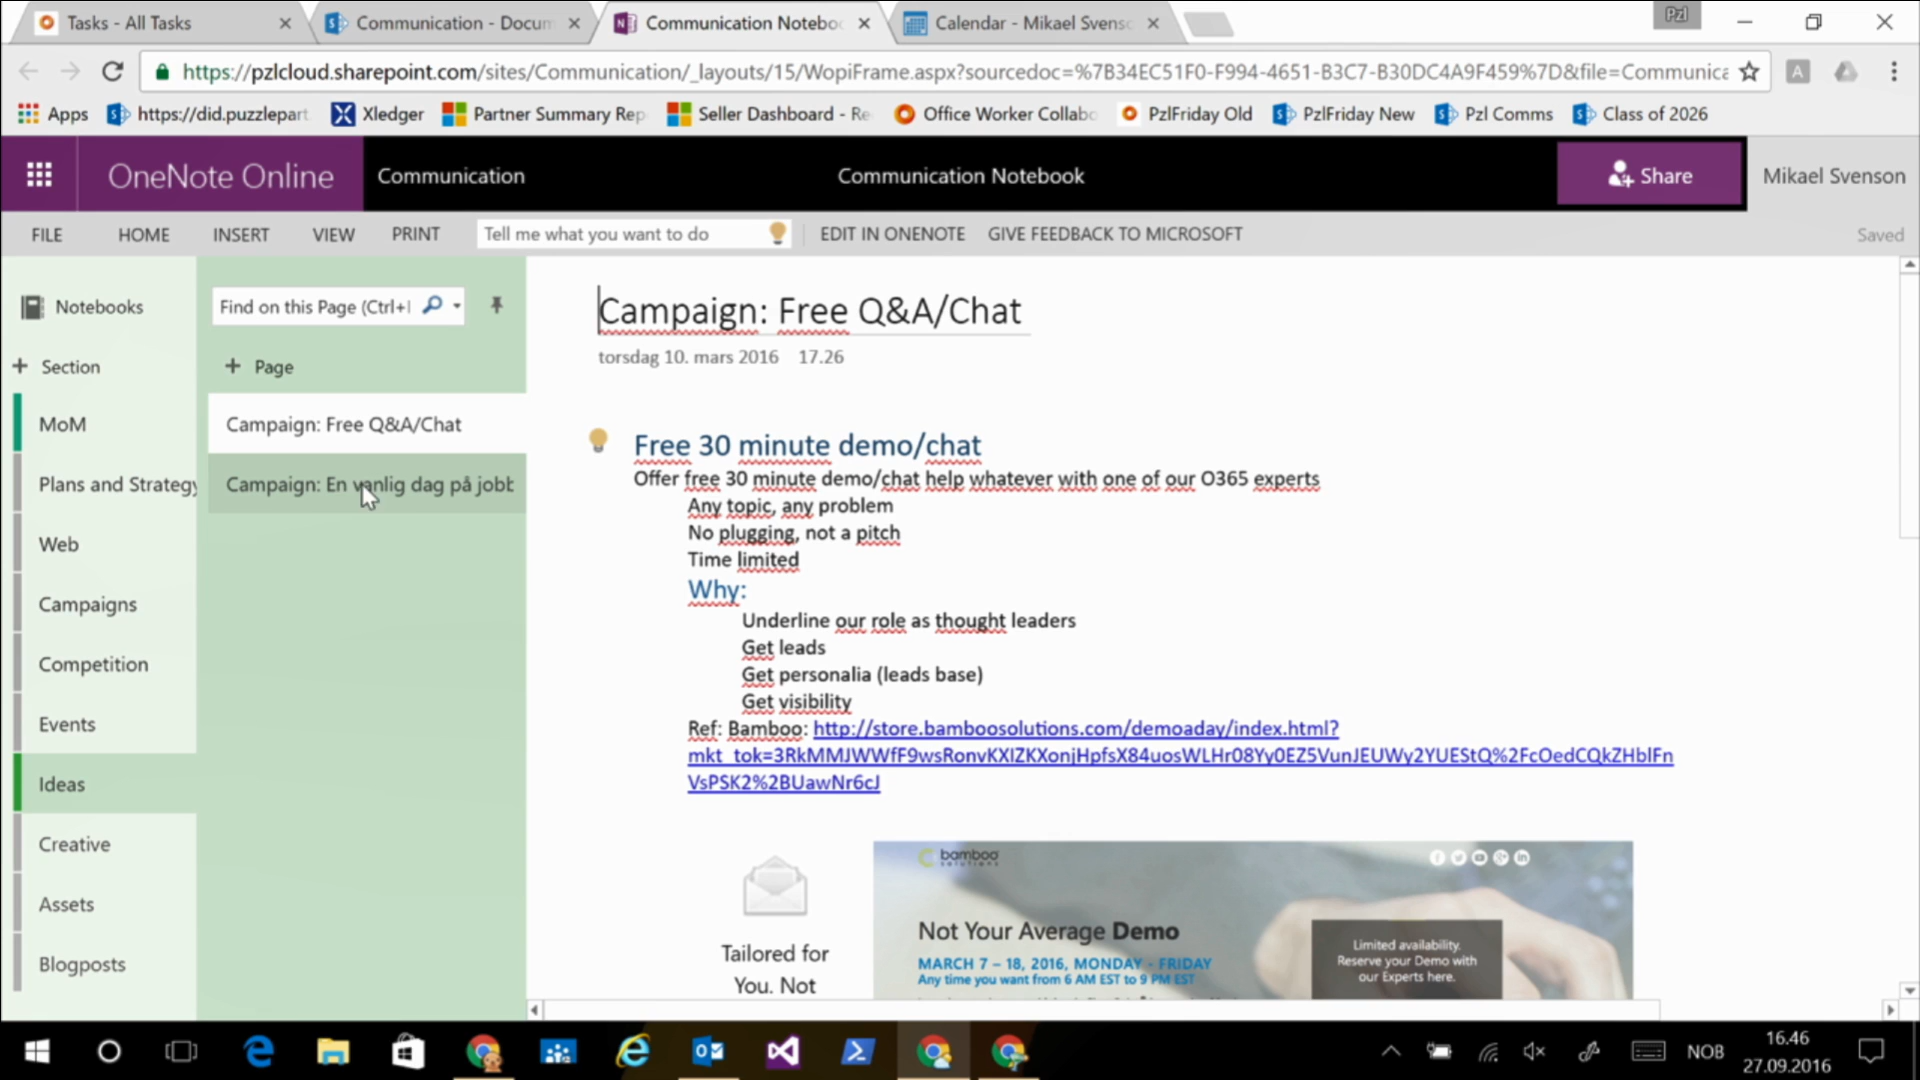 Tasks - All Tasks
Communication - Docum
Communication Noteboo
Calendar - Mikael Svenso
Pzl
https://pzlcloud.sharepoint.com/sites/Communication/_layouts/15/WopiFrame.aspx?sourcedoc=%7B34EC51F0-F994-4651-B3C7-B30DC4A9F459%7D&file=Communica
Apps
https://did.puzzlepart
Xledger
Partner Summary Rep
Seller Dashboard - Re
Office Worker Collabo
PzlFriday Old
PzlFriday New
Pzl Comms
Class of 2026
OneNote Online
Communication
Communication Notebook
Share
Mikael Svenson
FILE
HOME
INSERT
VIEW
PRINT
Tell me what you want to do
EDIT IN ONENOTE
GIVE FEEDBACK TO MICROSOFT
Saved
Notebooks
Section
MoM
Plans and Strategy
Web
Campaigns
Competition
Events
Ideas
Creative
Assets
Blogposts
Find on this Page (Ctrl+
Page
Campaign: Free Q&A/Chat
Campaign: En vanlig dag på jobb
Campaign: Free Q&A/Chat
torsdag 10. mars 2016 17.26
Free 30 minute demo/chat
Offer free 30 minute demo/chat help whatever with one of our O365 experts
Any topic, any problem
No plugging, not a pitch
Time limited
Why:
Underline our role as thought leaders
Get leads
Get personalia (leads base)
Get visibility
Ref: Bamboo: http://store.bamboosolutions.com/demoaday/index.html?
mkt_tok=3RkMMJWWfF9wsRonvKXIZKXonjHpfsX84uosWLHr08Yy0EZ5VunJEUWy2YUEStQ%2FcOedCQkZHblFn
VsPSK2%2BUawNr6cJ
Tailored for
You. Not
bamboo
solutions
Not Your Average Demo
MARCH 7 – 18, 2016, MONDAY - FRIDAY
Any time you want from 6 AM EST to 9 PM EST
Limited availability.
Reserve your Demo with
our Experts here.
NOB
16.46
27.09.2016